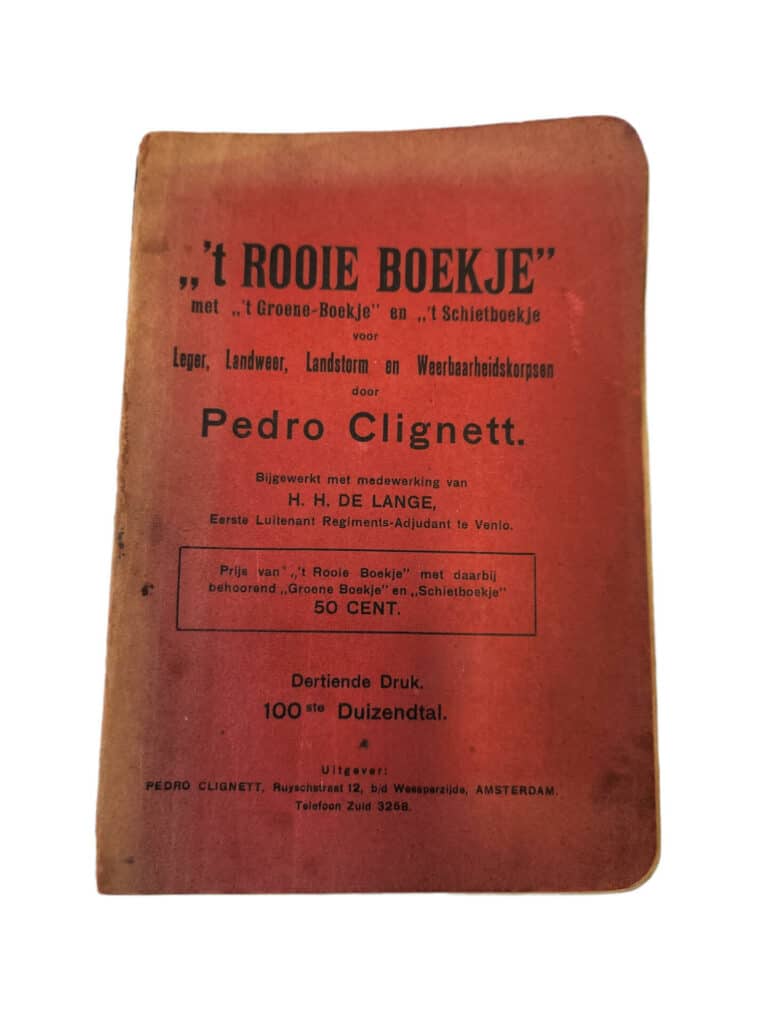 „'t ROOIE BOEKJE”
met „'t Groene-Boekje” en „'t Schietboekje
voor
Leger, Landweer, Landstorm en Weerbaarheidskorpsen
door
Pedro Clignett.
Bijgewerkt met medewerking van
H. H. DE LANGE,
Eerste Luitenant Regiments-Adjudant te Venlo.
Prijs van „'t Rooie Boekje” met daarbij
behoorend „Groene Boekje” en „Schietboekje”
50 CENT.
Dertiende Druk.
100ste Duizendtal.
Uitgever:
PEDRO CLIGNETT, Ruyschstraat 12, b/d Weesperzijde, AMSTERDAM.
Telefoon Zuid 3258.